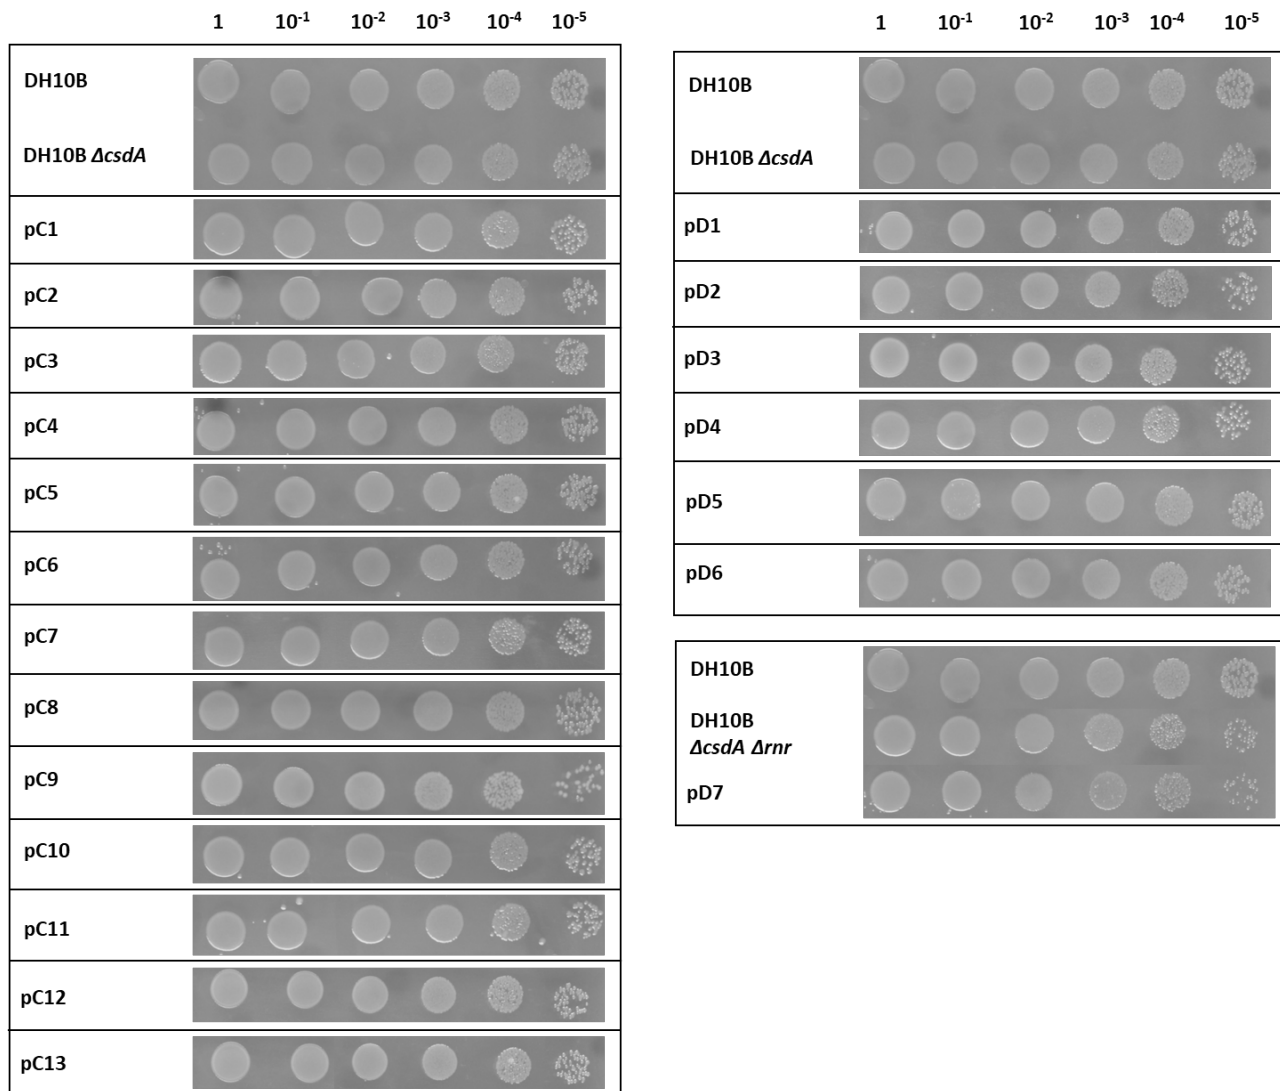 1 10⁻¹ 10⁻² 10⁻³ 10⁻⁴ 10⁻⁵
DH10B
DH10B ΔcsdA
pC1
pC2
pC3
pC4
pC5
pC6
pC7
pC8
pC9
pC10
pC11
pC12
pC13
1 10⁻¹ 10⁻² 10⁻³ 10⁻⁴ 10⁻⁵
DH10B
DH10B ΔcsdA
pD1
pD2
pD3
pD4
pD5
pD6
DH10B
DH10B
ΔcsdA Δrnr
pD7